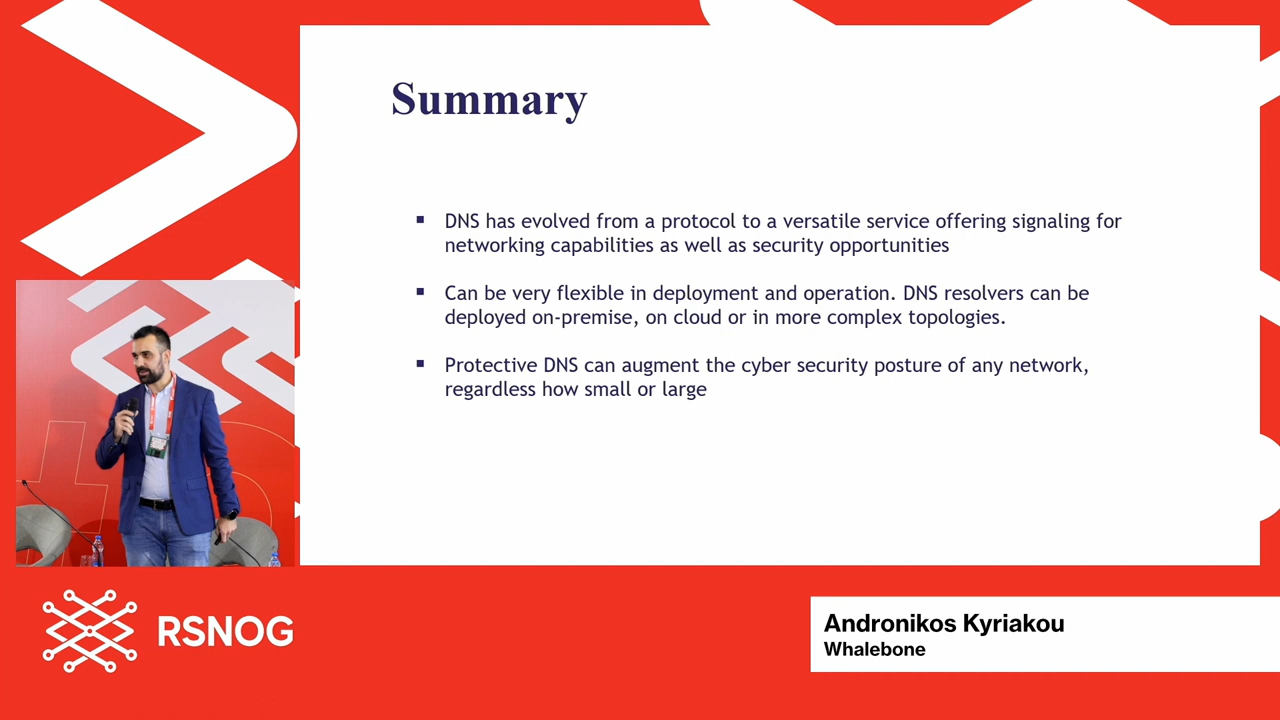 Summary
▪ DNS has evolved from a protocol to a versatile service offering signaling for
networking capabilities as well as security opportunities
▪ Can be very flexible in deployment and operation. DNS resolvers can be
deployed on-premise, on cloud or in more complex topologies.
▪ Protective DNS can augment the cyber security posture of any network,
regardless how small or large
RSNOG
Andronikos Kyriakou
Whalebone